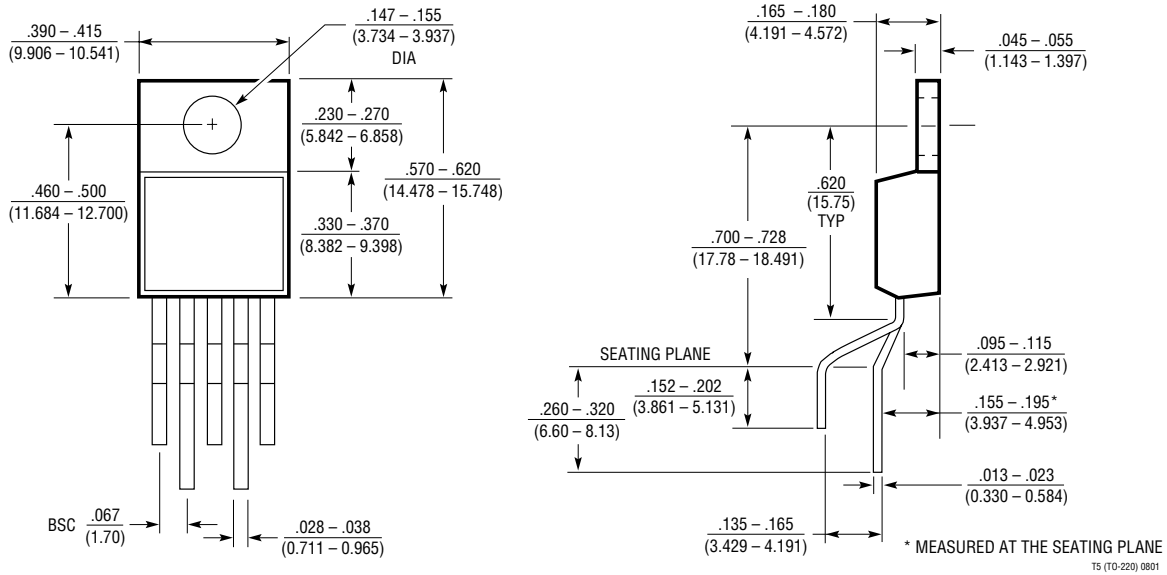 .390 – .415
(9.906 – 10.541)
.147 – .155
(3.734 – 3.937)
DIA
.230 – .270
(5.842 – 6.858)
.460 – .500
(11.684 – 12.700)
.570 – .620
(14.478 – 15.748)
.330 – .370
(8.382 – 9.398)
BSC
.067
(1.70)
.028 – .038
(0.711 – 0.965)
.165 – .180
(4.191 – 4.572)
.045 – .055
(1.143 – 1.397)
.620
(15.75)
TYP
.700 – .728
(17.78 – 18.491)
SEATING PLANE
.095 – .115
(2.413 – 2.921)
.152 – .202
(3.861 – 5.131)
.260 – .320
(6.60 – 8.13)
.155 – .195*
(3.937 – 4.953)
.013 – .023
(0.330 – 0.584)
.135 – .165
(3.429 – 4.191)
* MEASURED AT THE SEATING PLANE
T5 (TO-220) 0801